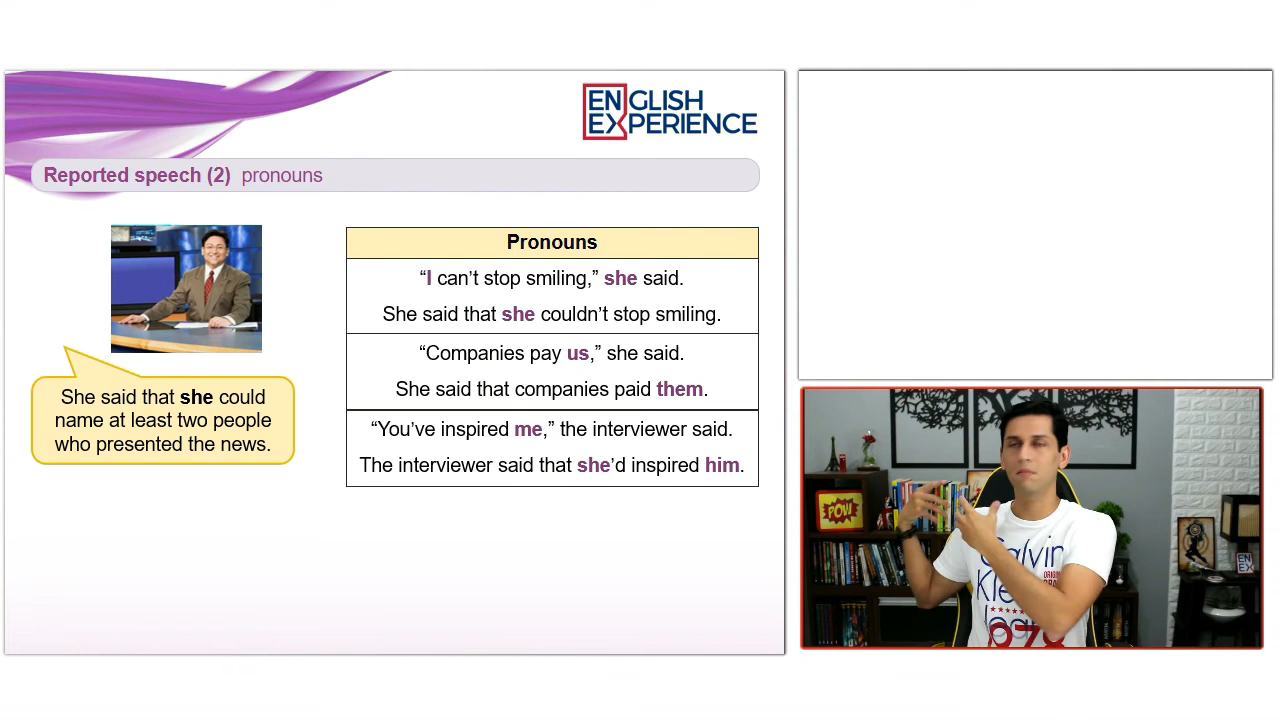 ENGLISH
EXPERIENCE
Reported speech (2) pronouns
Pronouns
“I can’t stop smiling,” she said.
She said that she couldn’t stop smiling.
“Companies pay us,” she said.
She said that companies paid them.
“You’ve inspired me,” the interviewer said.
The interviewer said that she’d inspired him.
She said that she could
name at least two people
who presented the news.
POW!
Calvin
EN
EX